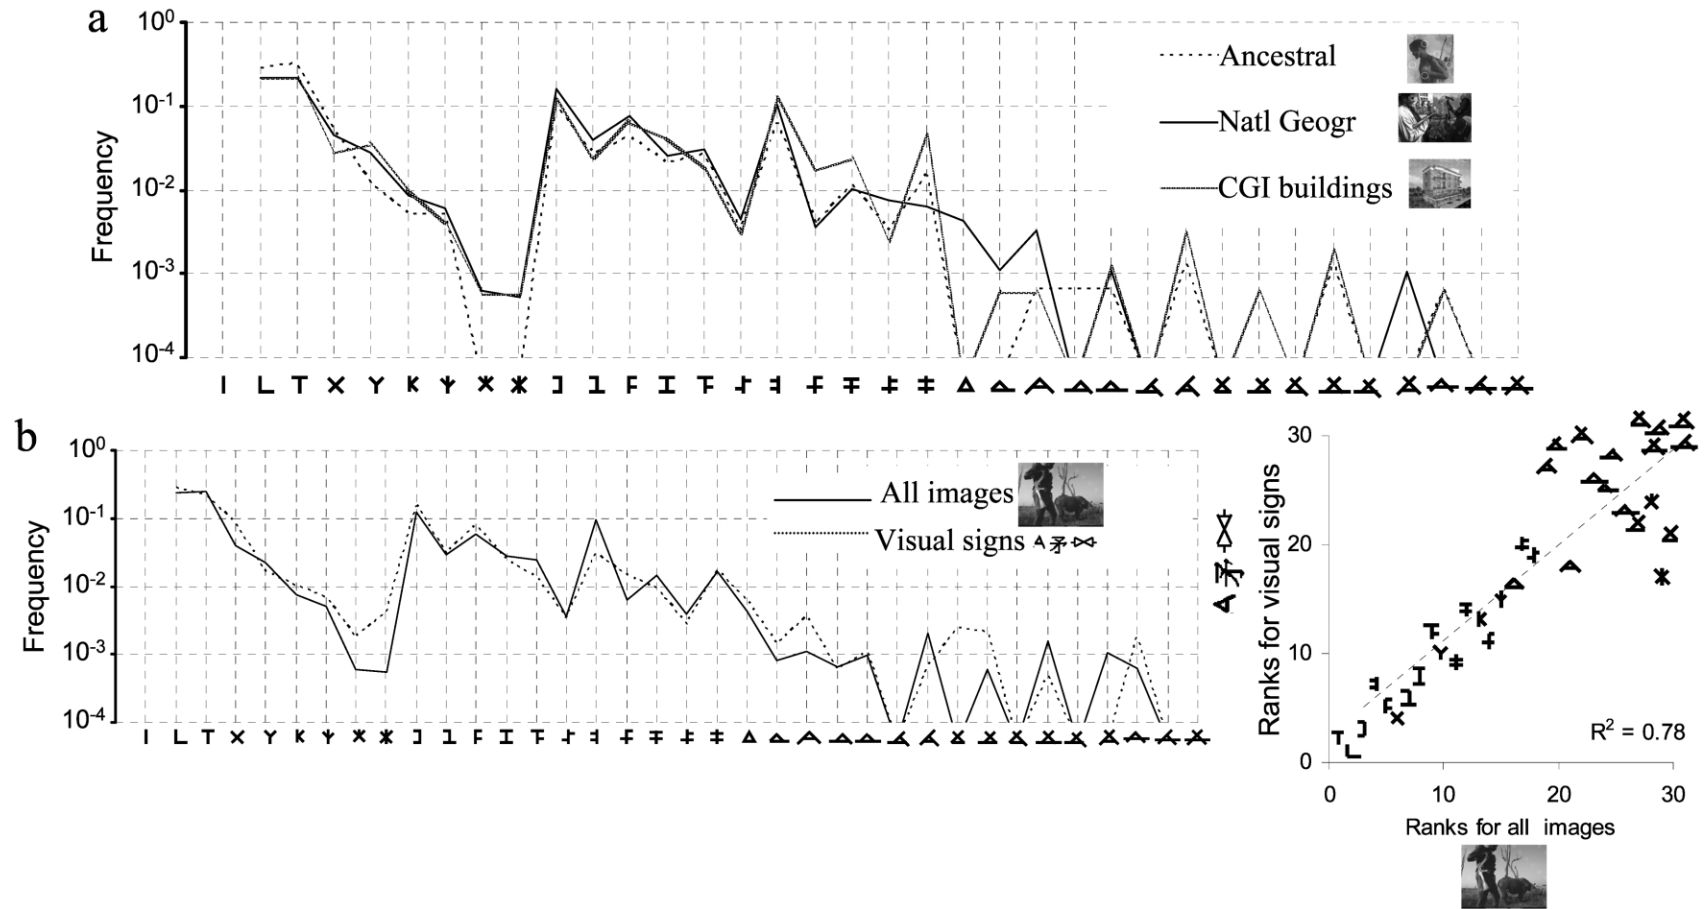 a
10⁰
10⁻¹
10⁻²
10⁻³
10⁻⁴
Frequency
Ancestral
Natl Geogr
CGI buildings
b
10⁰
10⁻¹
10⁻²
10⁻³
10⁻⁴
Frequency
All images
Visual signs
30
20
10
0
Ranks for visual signs
R² = 0.78
0 10 20 30
Ranks for all images